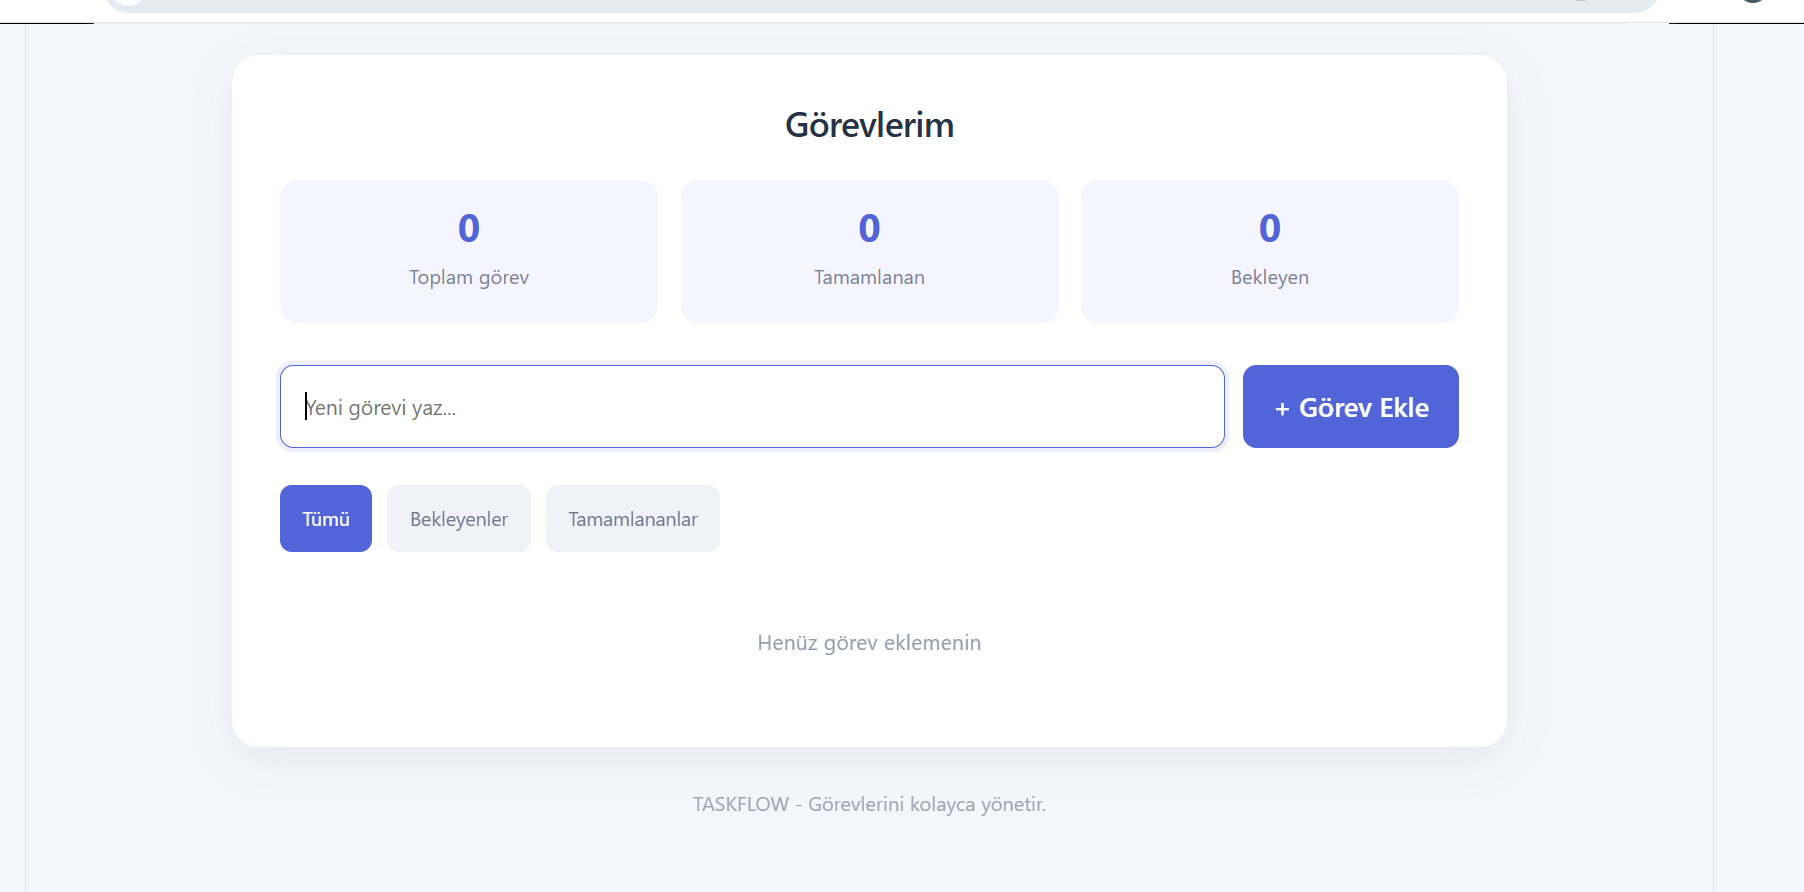 Görevlerim
0 0 0
Toplam görev Tamamlanan Bekleyen
Yeni görevi yaz... + Görev Ekle
Tümü Bekleyenler Tamamlananlar
Henüz görev eklemenin
TASKFLOW - Görevlerini kolayca yönetir.